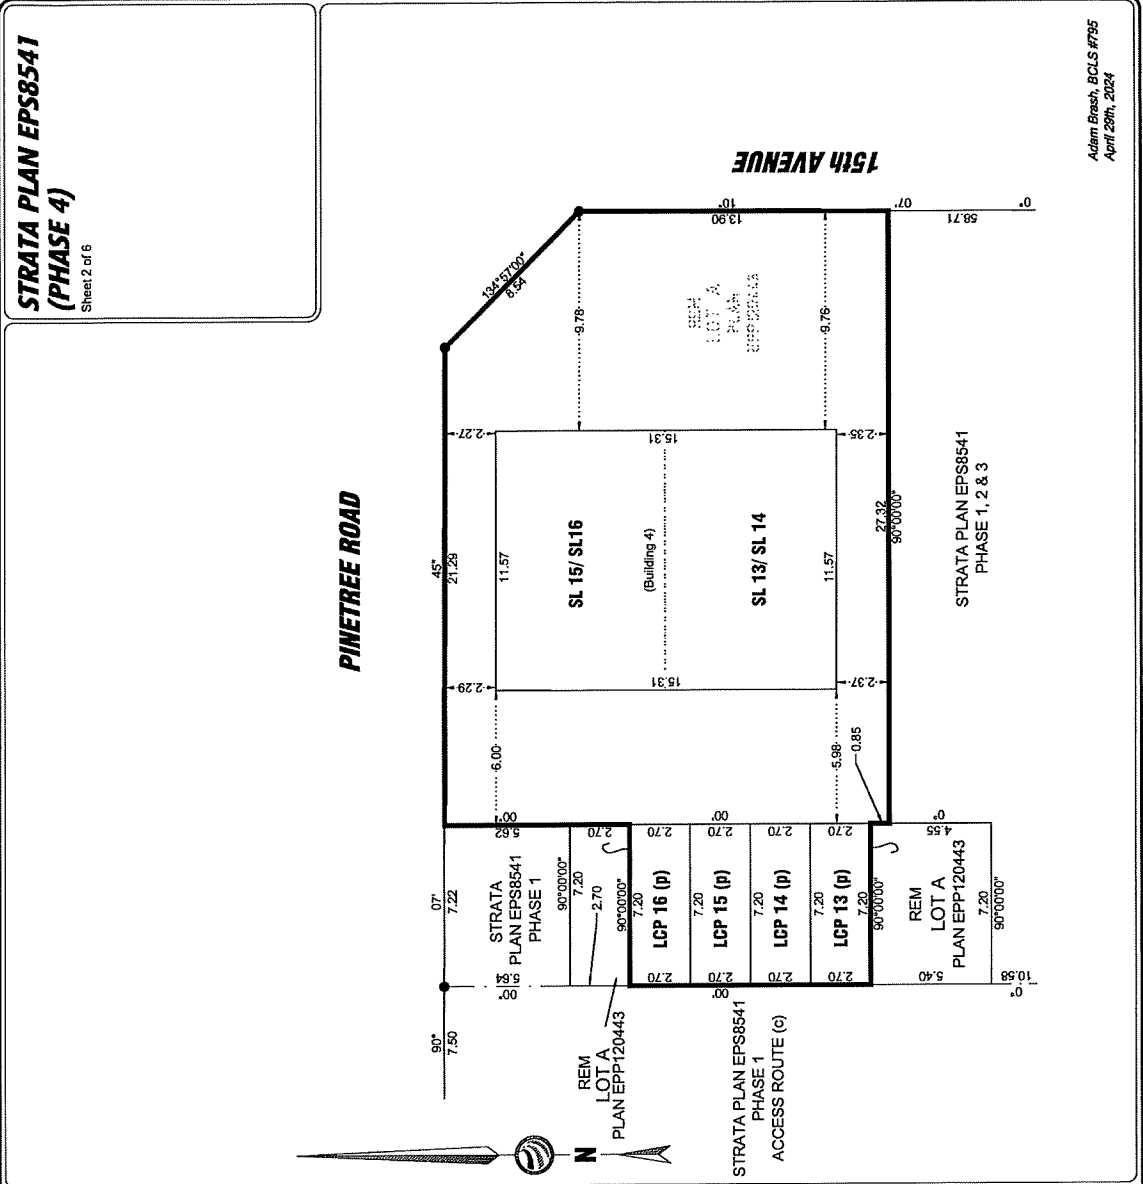 STRATA PLAN EPS8541
(PHASE 4)
Sheet 2 of 6
Adam Brash, BCLS #795
April 29th, 2024
15th AVENUE
PINETREE ROAD
134°57'00"
8.54
10"
13.90
07'
58.71
0°
9.78
9.76
REM
LOT A
PLAN
2.27
2.35
15.31
45"
21.29
11.57
SL 15/ SL16
(Building 4)
SL 13/ SL 14
11.57
27.32
90°00'00"
STRATA PLAN EPS8541
PHASE 1, 2 & 3
2.29
2.37
15.31
6.00
5.98
0.85
00'
5.62
2.70
00'
2.70
2.70
2.70
2.70
0°
4.55
07'
7.22
STRATA
PLAN EPS8541
PHASE 1
90°00'00"
7.20
2.70
90°00'00"
7.20
LCP 16 (p)
7.20
LCP 15 (p)
7.20
LCP 14 (p)
7.20
LCP 13 (p)
7.20
90°00'00"
REM
LOT A
PLAN EPP120443
7.20
90°00'00"
5.64
00"
2.70
2.70
2.70
2.70
00'
5.40
10.58
0°
90°
7.50
REM
LOT A
PLAN EPP120443
STRATA PLAN EPS8541
PHASE 1
ACCESS ROUTE (c)
N